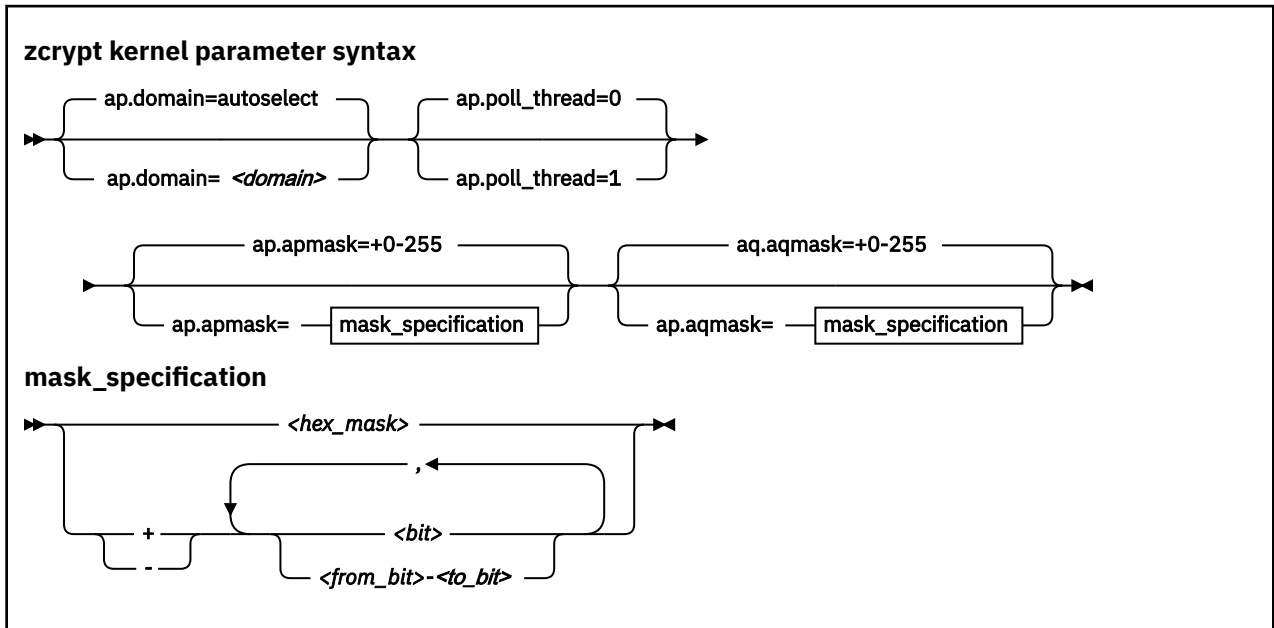 zcrypt kernel parameter syntax
ap.domain=autoselect ap.poll_thread=0
ap.domain= <domain> ap.poll_thread=1
ap.apmask=+0-255 aq.aqmask=+0-255
ap.apmask= mask_specification ap.aqmask= mask_specification
mask_specification
<hex_mask>
,
+ <bit>
-
<from_bit>-<to_bit>